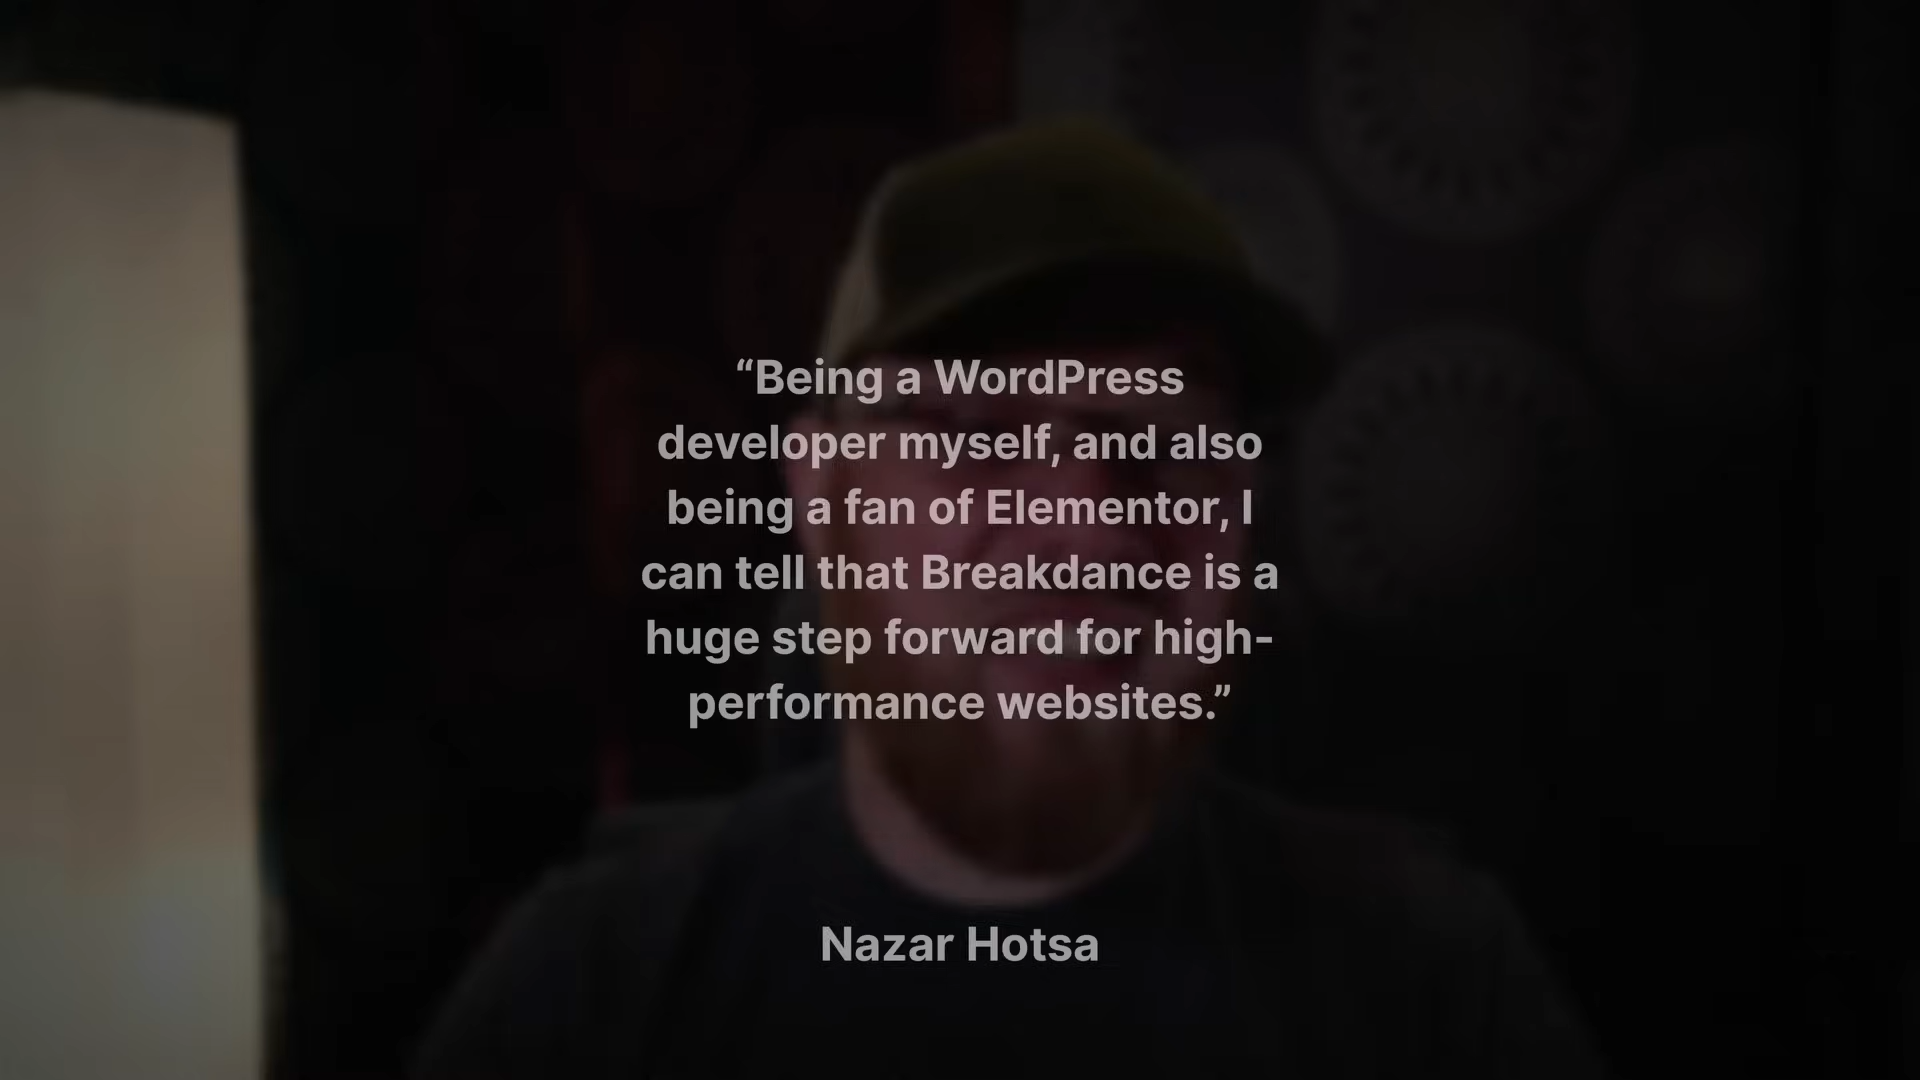 “Being a WordPress
developer myself, and also
being a fan of Elementor, I
can tell that Breakdance is a
huge step forward for high-
performance websites.”
Nazar Hotsa